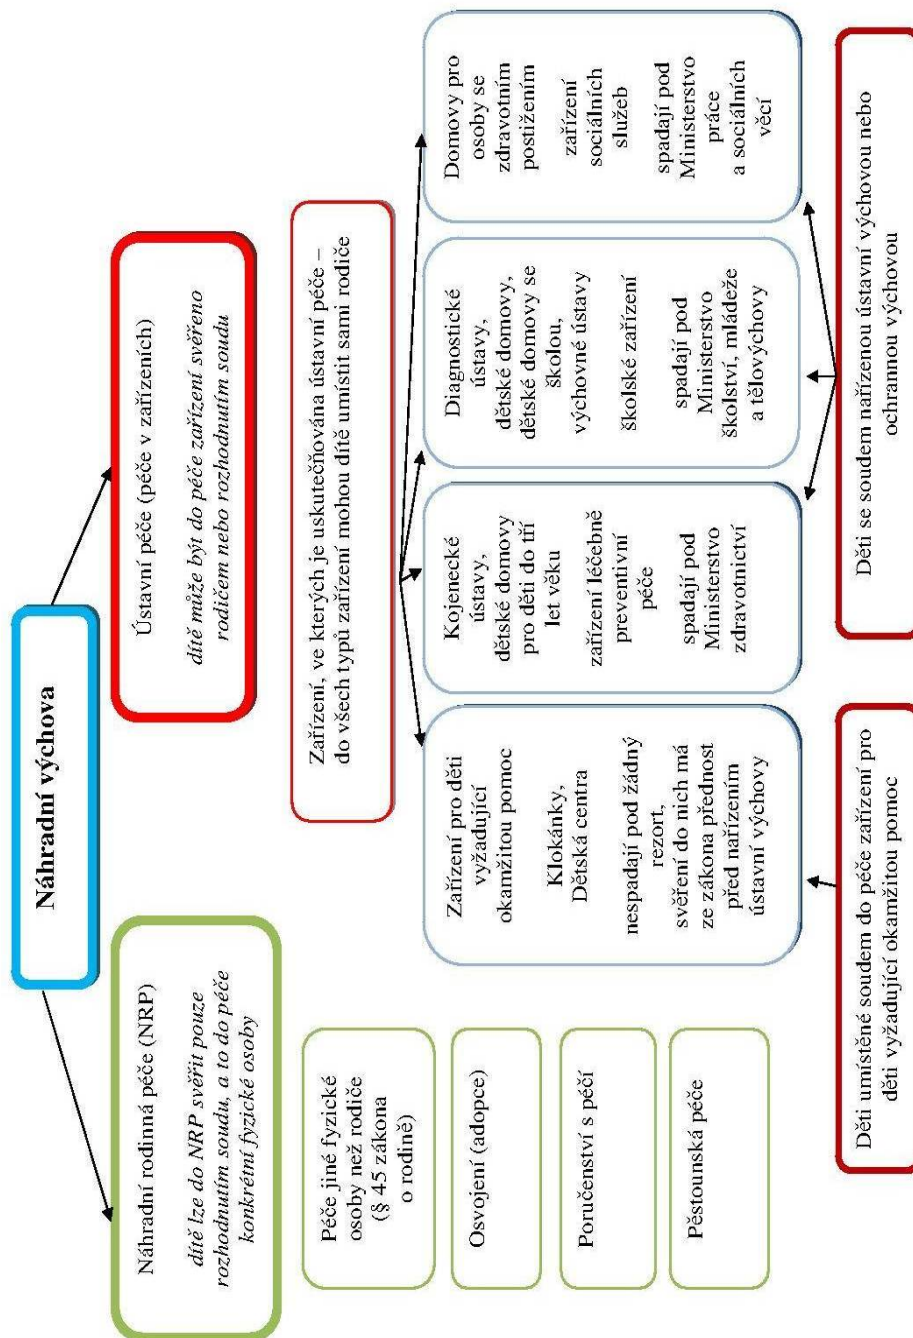 Náhradní výchova
Náhradní rodinná péče (NRP)
dítě lze do NRP svěřit pouze
rozhodnutím soudu, a to do péče
konkrétní fyzické osoby
Ústavní péče (péče v zařízeních)
dítě může být do péče zařízení svěřeno
rodičem nebo rozhodnutím soudu
Péče jiné fyzické
osoby než rodiče
(§ 45 zákona
o rodině)
Osvojení (adopce)
Poručenství s péčí
Pěstounská péče
Zařízení, ve kterých je uskutečňována ústavní péče –
do všech typů zařízení mohou dítě umístit sami rodiče
Zařízení pro děti
vyžadující
okamžitou pomoc
Klokánky,
Dětská centra
nespadají pod žádný
rezort,
svěření do nich má
ze zákona přednost
před nařízením
ústavní výchovy
Kojenecké
ústavy,
dětské domovy
pro děti do tří
let věku
zařízení léčebně
preventivní
péče
spadají pod
Ministerstvo
zdravotnictví
Diagnostické
ústavy,
dětské domovy,
dětské domovy se
školou,
výchovné ústavy
školské zařízení
spadají pod
Ministerstvo
školství, mládeže
a tělovýchovy
Domovy pro
osoby se
zdravotním
postižením
zařízení
sociálních
služeb
spadají pod
Ministerstvo
práce
a sociálních
věcí
Děti umístěné soudem do péče zařízení pro
děti vyžadující okamžitou pomoc
Děti se soudem nařízenou ústavní výchovou nebo
ochrannou výchovou